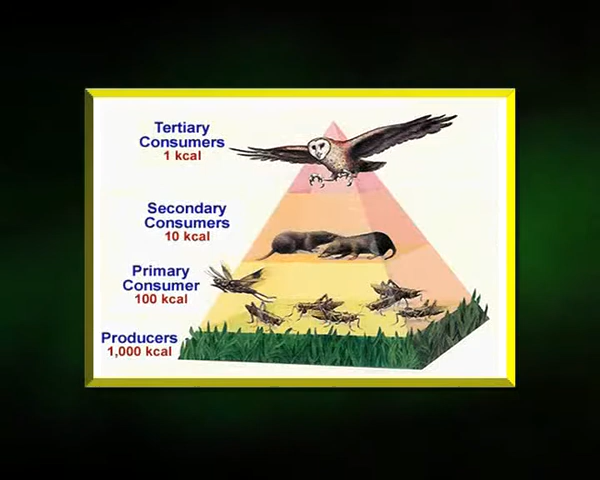 Tertiary
Consumers
1 kcal
Secondary
Consumers
10 kcal
Primary
Consumer
100 kcal
Producers
1,000 kcal